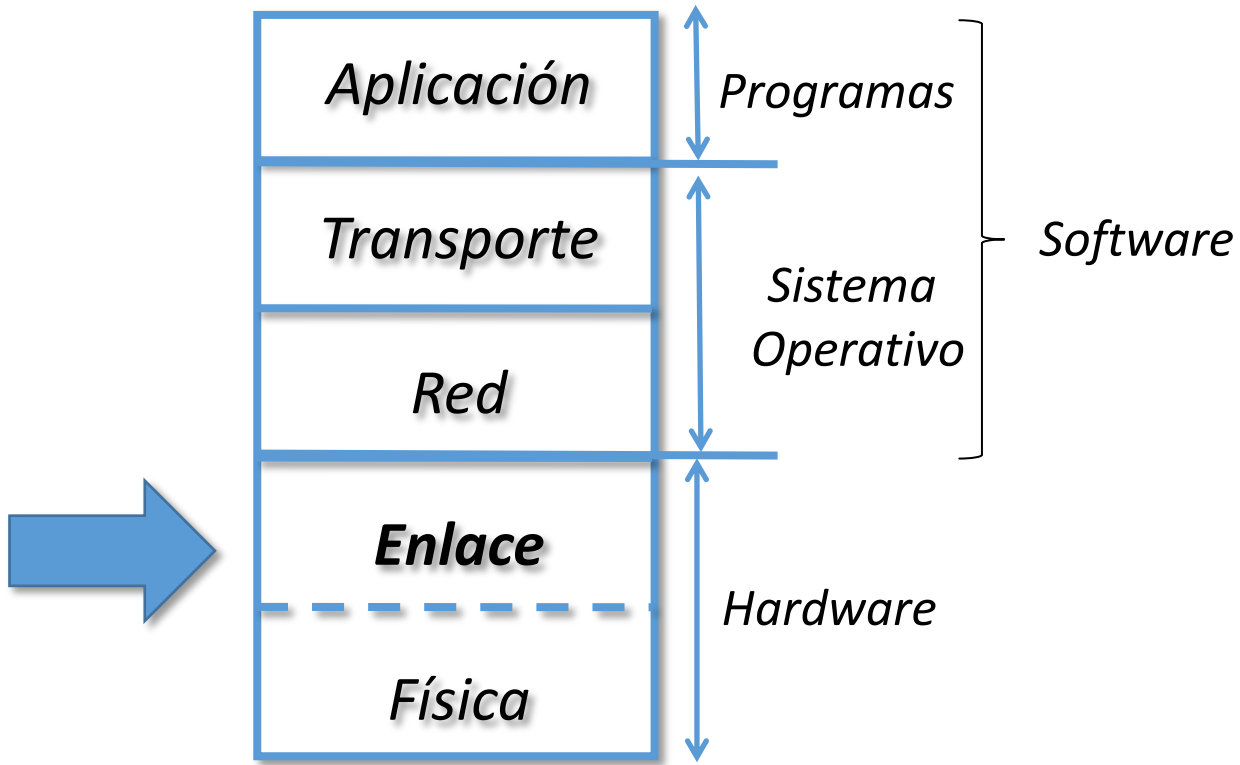 Aplicación
Programas
Transporte
Software
Sistema
Operativo
Red
Enlace
Hardware
Física